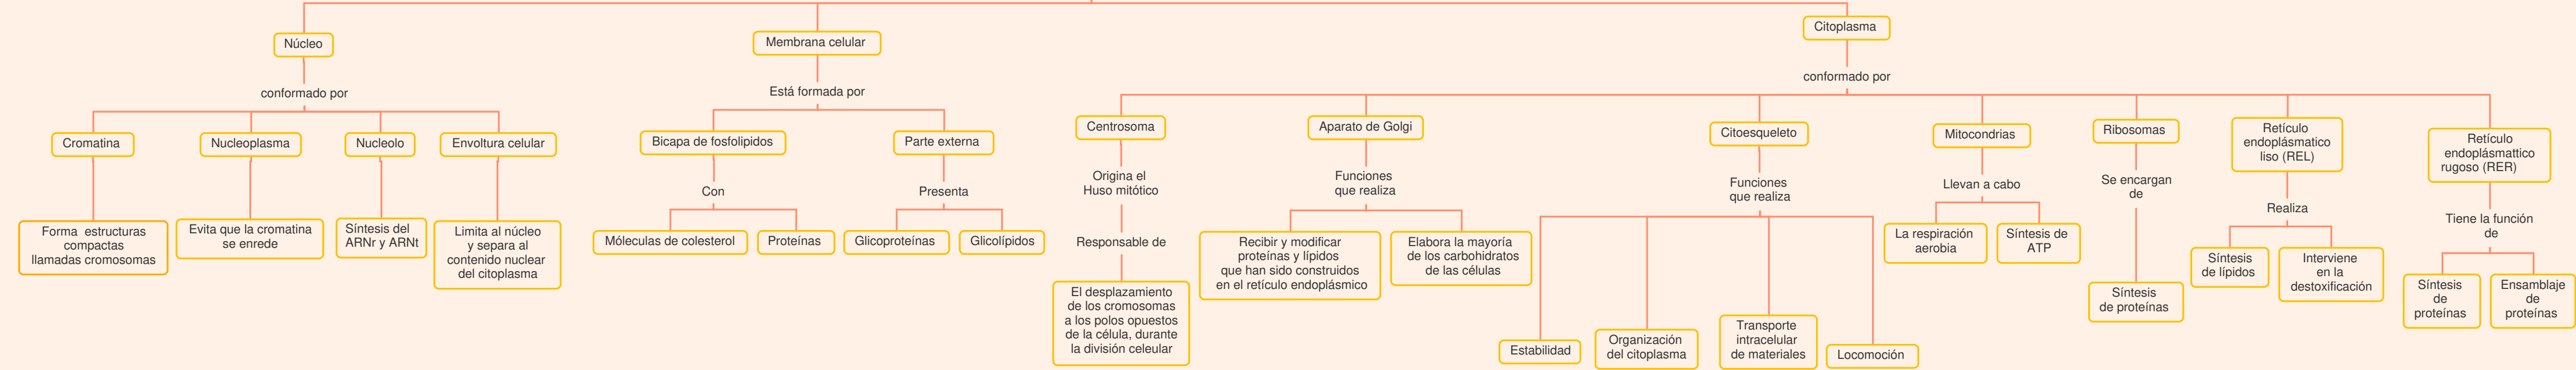 Núcleo
conformado por
Cromatina
Forma estructuras
compactas
llamadas cromosomas
Nucleoplasma
Evita que la cromatina
se enrede
Nucleolo
Síntesis del
ARNr y ARNt
Envoltura celular
Limita al núcleo
y separa al
contenido nuclear
del citoplasma
Membrana celular
Está formada por
Bicapa de fosfolipidos
Con
Móleculas de colesterol
Proteínas
Parte externa
Presenta
Glicoproteínas
Glicolípidos
Citoplasma
conformado por
Centrosoma
Origina el
Huso mitótico
Responsable de
El desplazamiento
de los cromosomas
a los polos opuestos
de la célula, durante
la división celeular
Aparato de Golgi
Funciones
que realiza
Recibir y modificar
proteínas y lípidos
que han sido construidos
en el retículo endoplásmico
Elabora la mayoría
de los carbohidratos
de las células
Citoesqueleto
Funciones
que realiza
Estabilidad
Organización
del citoplasma
Transporte
intracelular
de materiales
Locomoción
Mitocondrias
Llevan a cabo
La respiración
aerobia
Síntesis de
ATP
Ribosomas
Se encargan
de
Síntesis
de proteínas
Retículo
endoplásmatico
liso (REL)
Realiza
Síntesis
de lípidos
Interviene
en la
destoxificación
Retículo
endoplásmattico
rugoso (RER)
Tiene la función
de
Síntesis
de
proteínas
Ensamblaje
de
proteínas